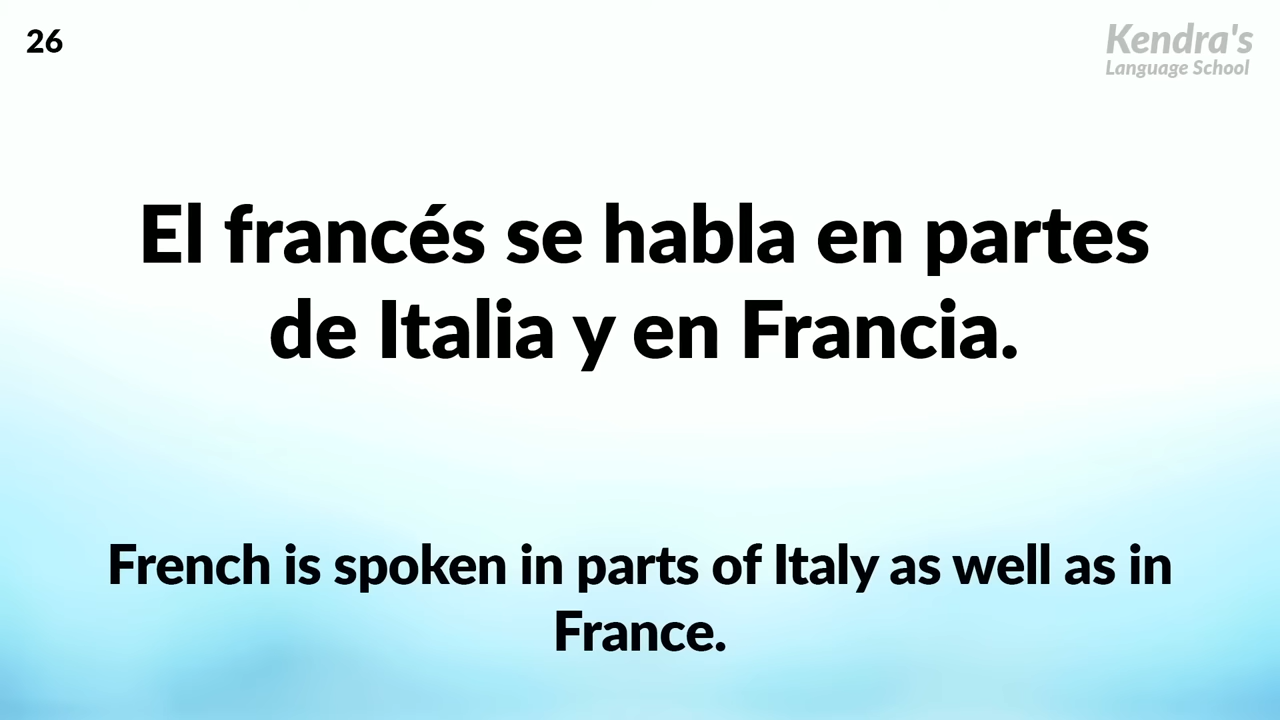 26
Kendra's
Language School
El francés se habla en partes
de Italia y en Francia.
French is spoken in parts of Italy as well as in
France.